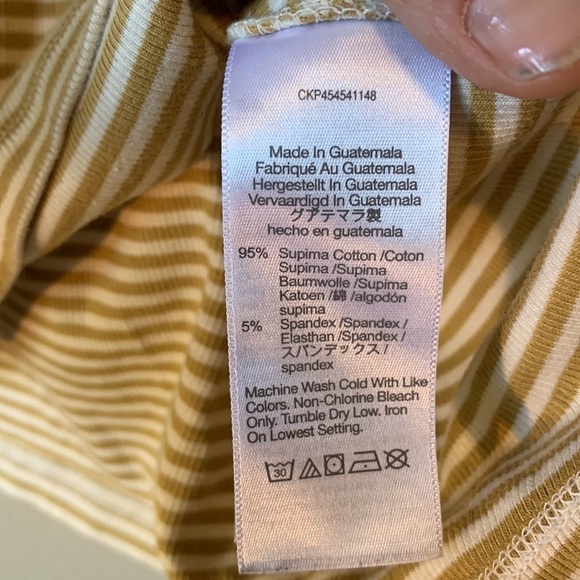 CKP454541148
Made In Guatemala
Fabriqué Au Guatemala
Hergestellt In Guatemala
Vervaardigd In Guatemala
グアテマラ製
hecho en guatemala
95% Supima Cotton /Coton
Supima /Supima
Baumwolle /Supima
Katoen /綿 /algodón
supima
5% Spandex /Spandex /
Elasthan /Spandex /
スパンデックス /
spandex
Machine Wash Cold With Like
Colors. Non-Chlorine Bleach
Only. Tumble Dry Low. Iron
On Lowest Setting.
30